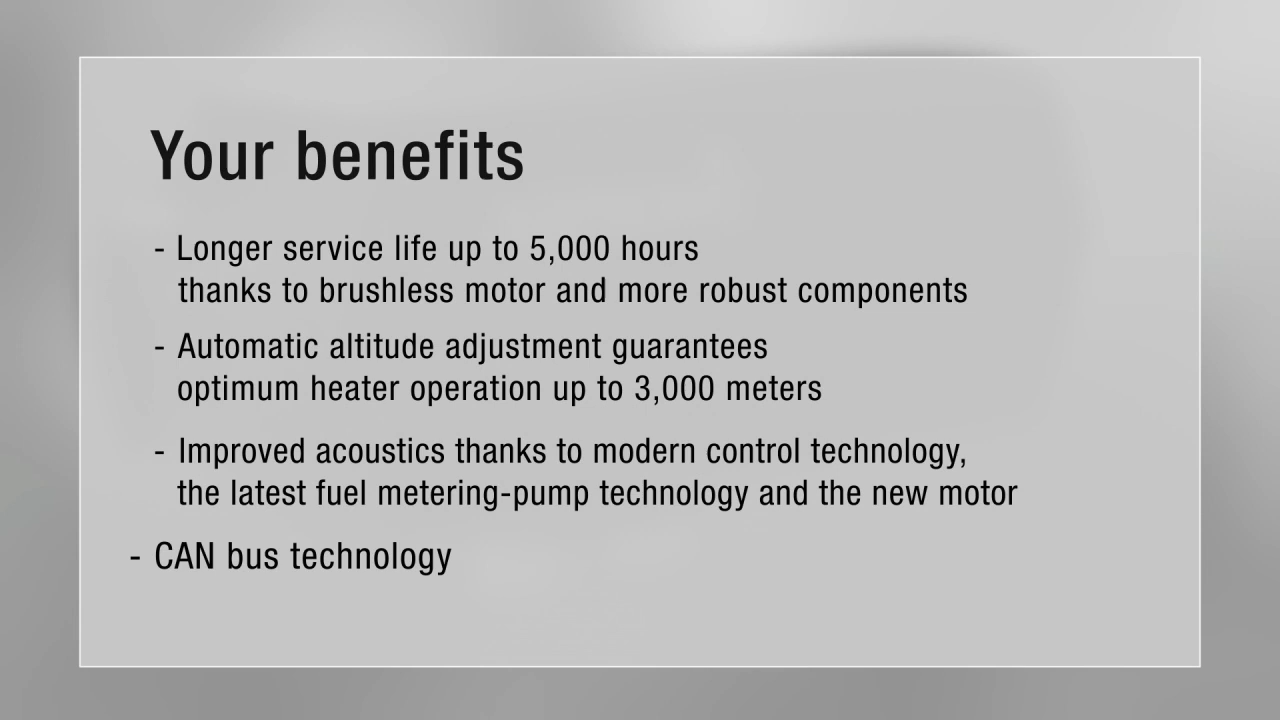 Your benefits
- Longer service life up to 5,000 hours
thanks to brushless motor and more robust components
- Automatic altitude adjustment guarantees
optimum heater operation up to 3,000 meters
- Improved acoustics thanks to modern control technology,
the latest fuel metering-pump technology and the new motor
- CAN bus technology